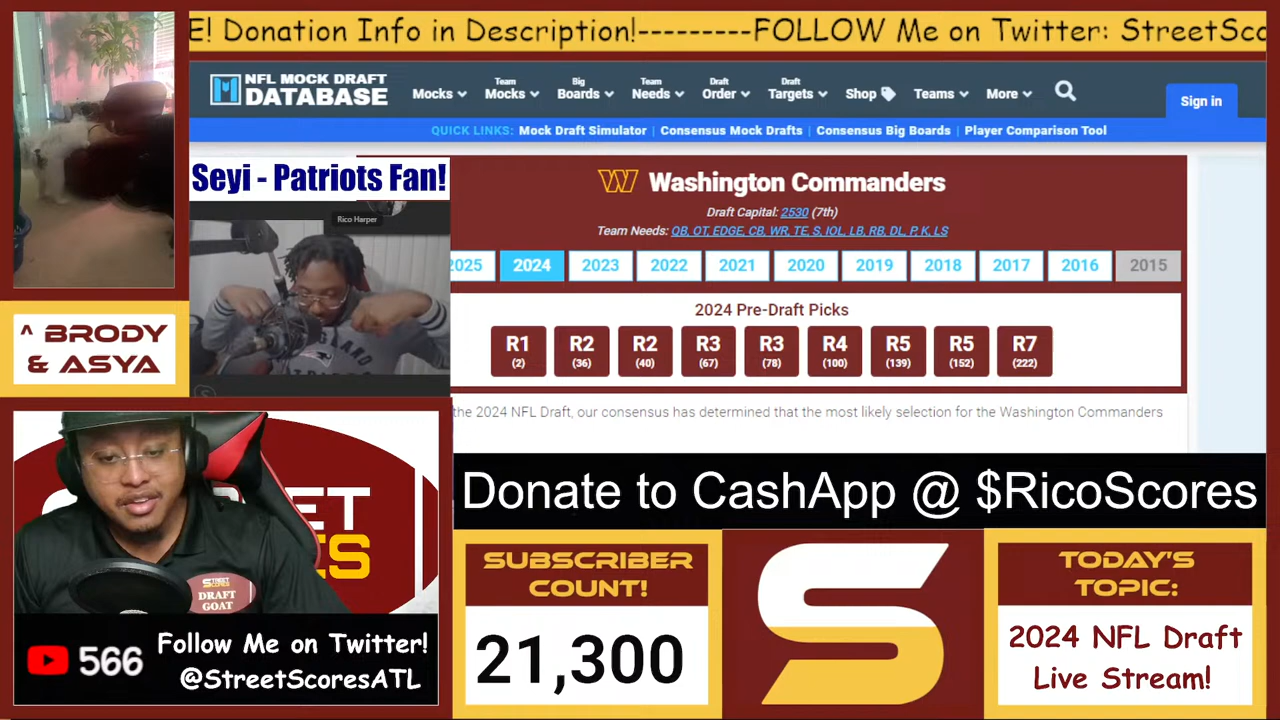 E! Donation Info in Description!---------FOLLOW Me on Twitter: StreetSco
NFL MOCK DRAFT
DATABASE
Mocks
Team
Mocks
Big
Boards
Team
Needs
Draft
Order
Draft
Targets
Shop
Teams
More
Sign in
QUICK LINKS: Mock Draft Simulator | Consensus Mock Drafts | Consensus Big Boards | Player Comparison Tool
Seyi - Patriots Fan!
Rico Harper
W Washington Commanders
Draft Capital: 2530 (7th)
Team Needs: QB, OT, EDGE, CB, WR, TE, S, IOL, LB, RB, DL, P, K, LS
2025 2024 2023 2022 2021 2020 2019 2018 2017 2016 2015
2024 Pre-Draft Picks
R1 R2 R2 R3 R3 R4 R5 R5 R7
(2) (36) (40) (67) (78) (100) (139) (152) (222)
the 2024 NFL Draft, our consensus has determined that the most likely selection for the Washington Commanders
^ BRODY
& ASYA
DRAFT
GOAT
Donate to CashApp @ $RicoScores
SUBSCRIBER
COUNT!
21,300
S
TODAY'S
TOPIC:
2024 NFL Draft
Live Stream!
566
Follow Me on Twitter!
@StreetScoresATL